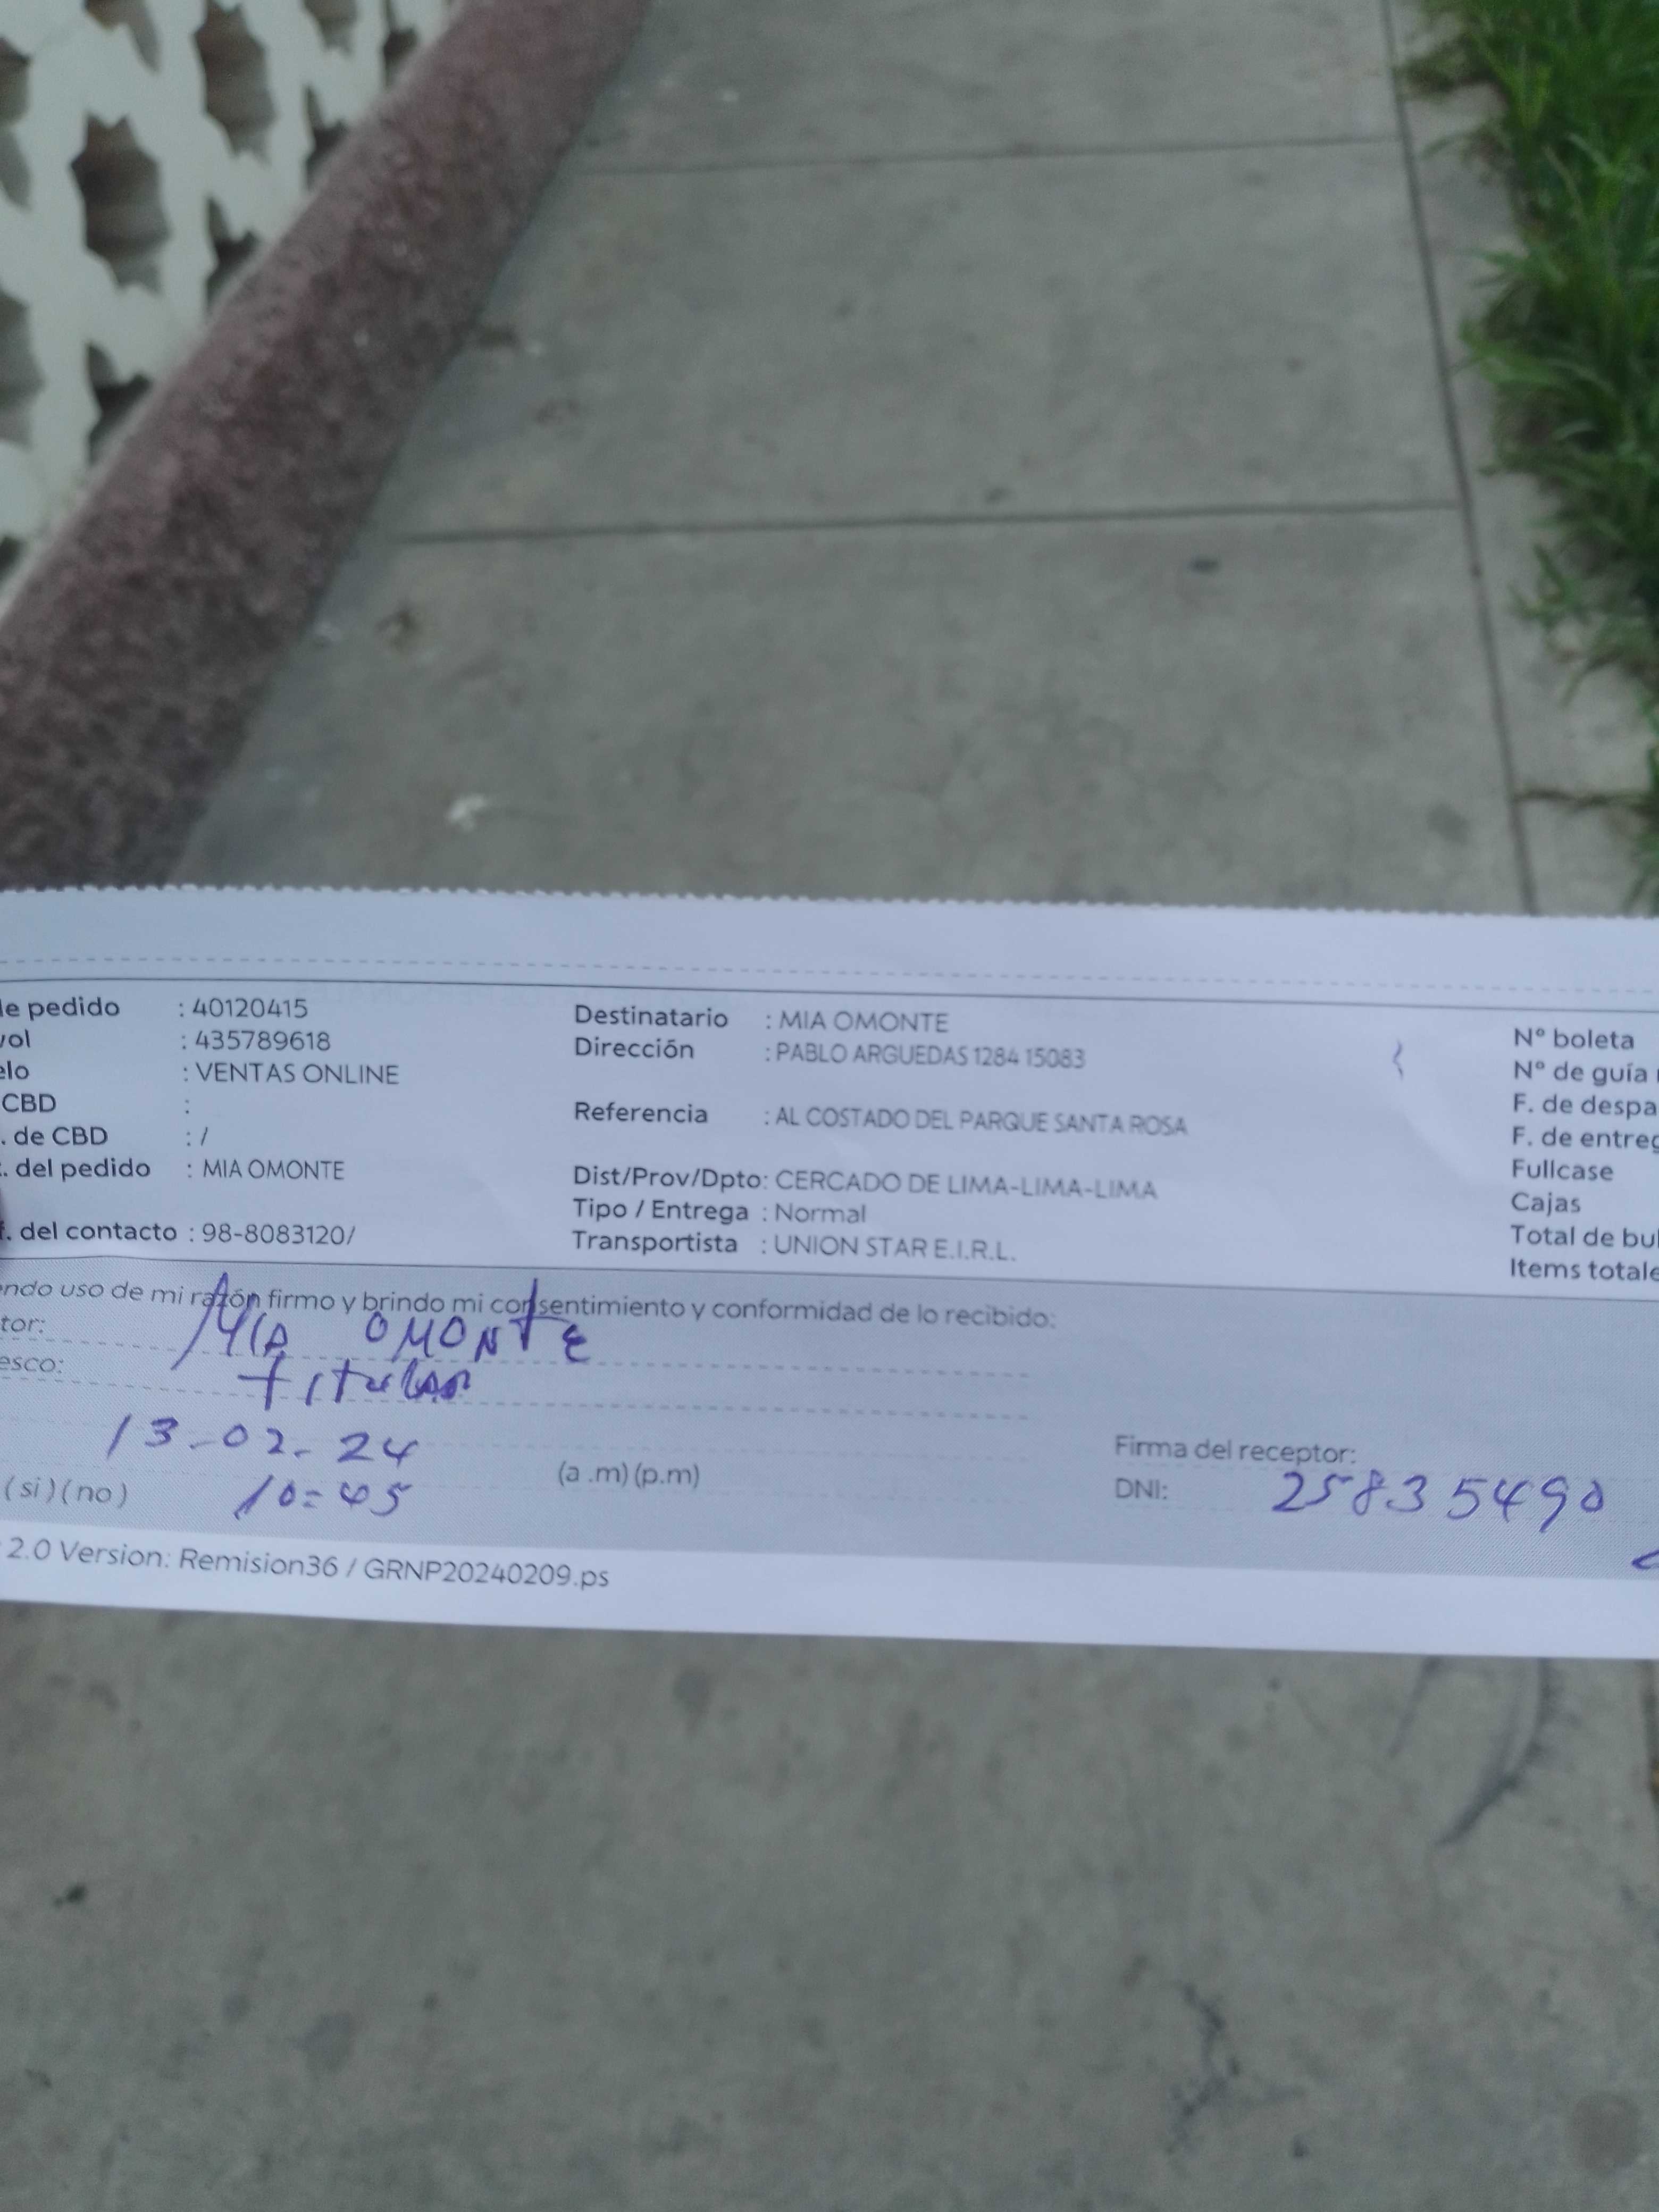 de pedido : 40120415
vol : 435789618
elo : VENTAS ONLINE
CBD :
. de CBD : /
. del pedido : MIA OMONTE
f. del contacto : 98-8083120/
Destinatario : MIA OMONTE
Dirección : PABLO ARGUEDAS 1284 15083
Referencia : AL COSTADO DEL PARQUE SANTA ROSA
Dist/Prov/Dpto: CERCADO DE LIMA-LIMA-LIMA
Tipo / Entrega : Normal
Transportista : UNION STAR E.I.R.L.
Nº boleta
Nº de guía
F. de despa
F. de entreg
Fullcase
Cajas
Total de bul
Items totale
endo uso de mi razón firmo y brindo mi consentimiento y conformidad de lo recibido:
tor: MIA OMONTE
esco: titular
13-02-24
(si) (no) 10=45 (a.m) (p.m)
Firma del receptor:
DNI: 25835490
2.0 Version: Remision36 / GRNP20240209.ps